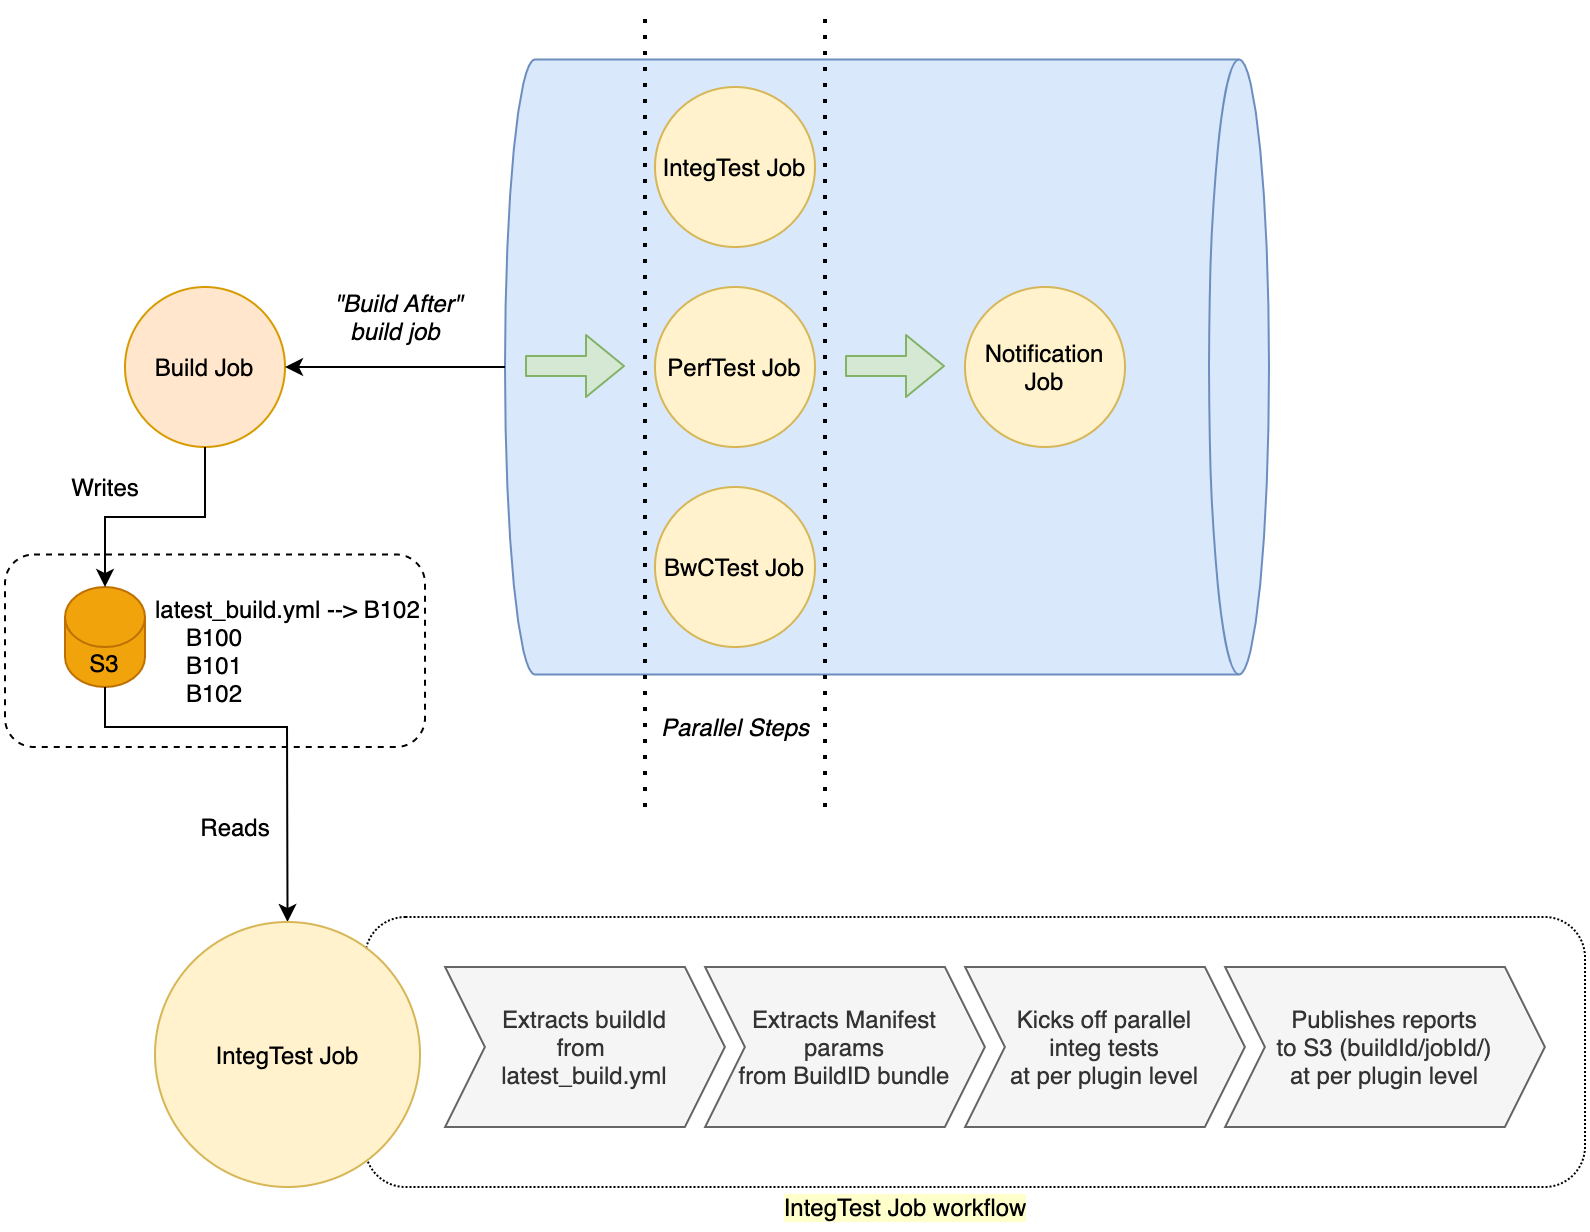 IntegTest Job
"Build After"
build job
Build Job
PerfTest Job
Notification
Job
Writes
BwCTest Job
latest_build.yml --> B102
B100
B101
B102
S3
Parallel Steps
Reads
IntegTest Job
Extracts buildId
from
latest_build.yml
Extracts Manifest
params
from BuildID bundle
Kicks off parallel
integ tests
at per plugin level
Publishes reports
to S3 (buildId/jobId/)
at per plugin level
IntegTest Job workflow